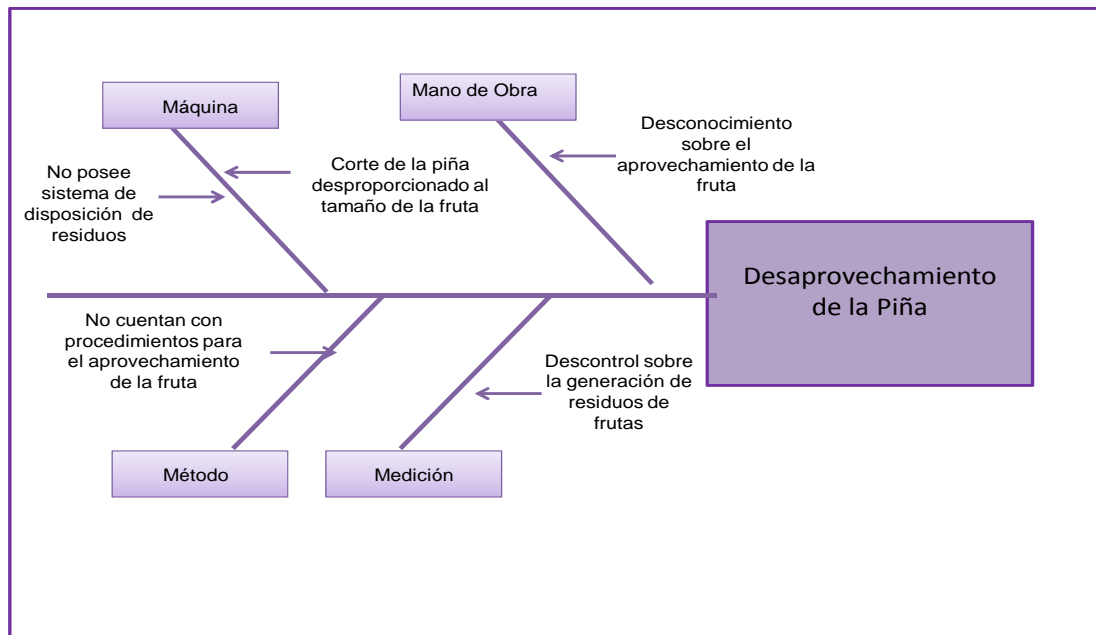 Máquina
Mano de Obra
No posee
sistema de
disposición de
residuos
Corte de la piña
desproporcionado al
tamaño de la fruta
Desconocimiento
sobre el
aprovechamiento de la
fruta
Desaprovechamiento
de la Piña
No cuentan con
procedimientos para
el aprovechamiento
de la fruta
Descontrol sobre
la generación de
residuos de
frutas
Método
Medición